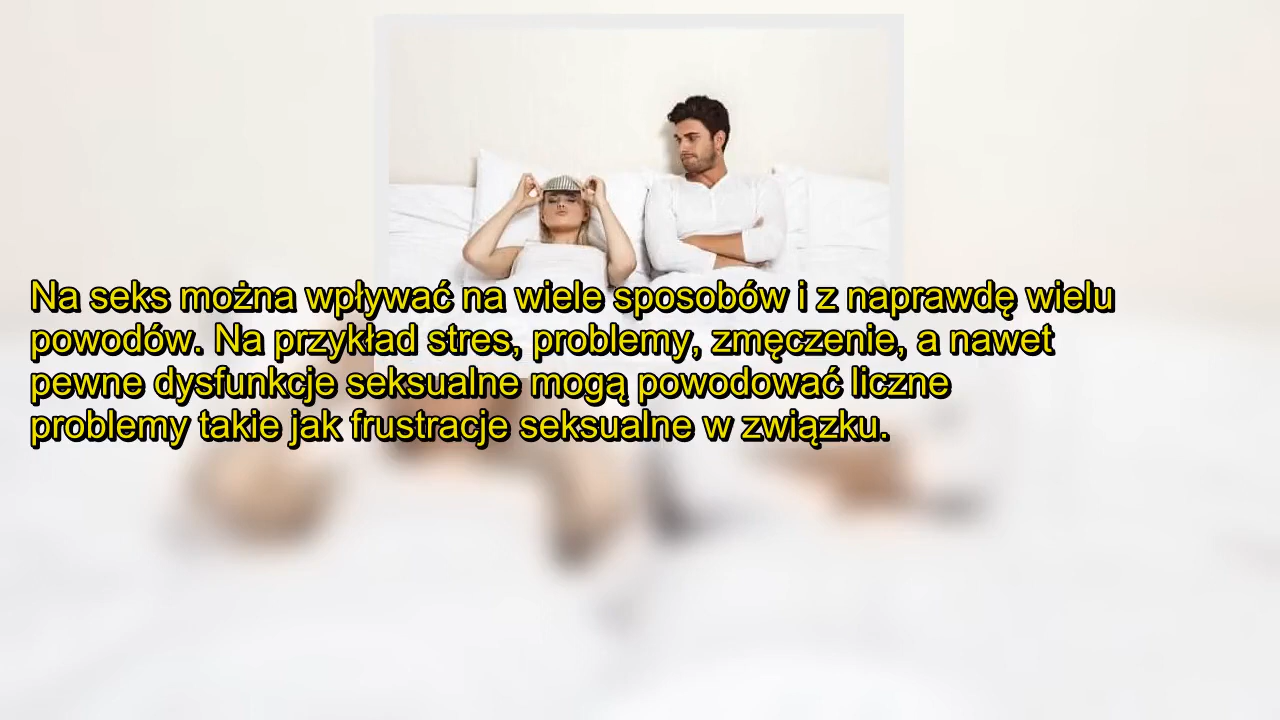 Na seks można wpływać na wiele sposobów i z naprawdę wielu
powodów. Na przykład stres, problemy, zmęczenie, a nawet
pewne dysfunkcje seksualne mogą powodować liczne
problemy takie jak frustracje seksualne w związku.